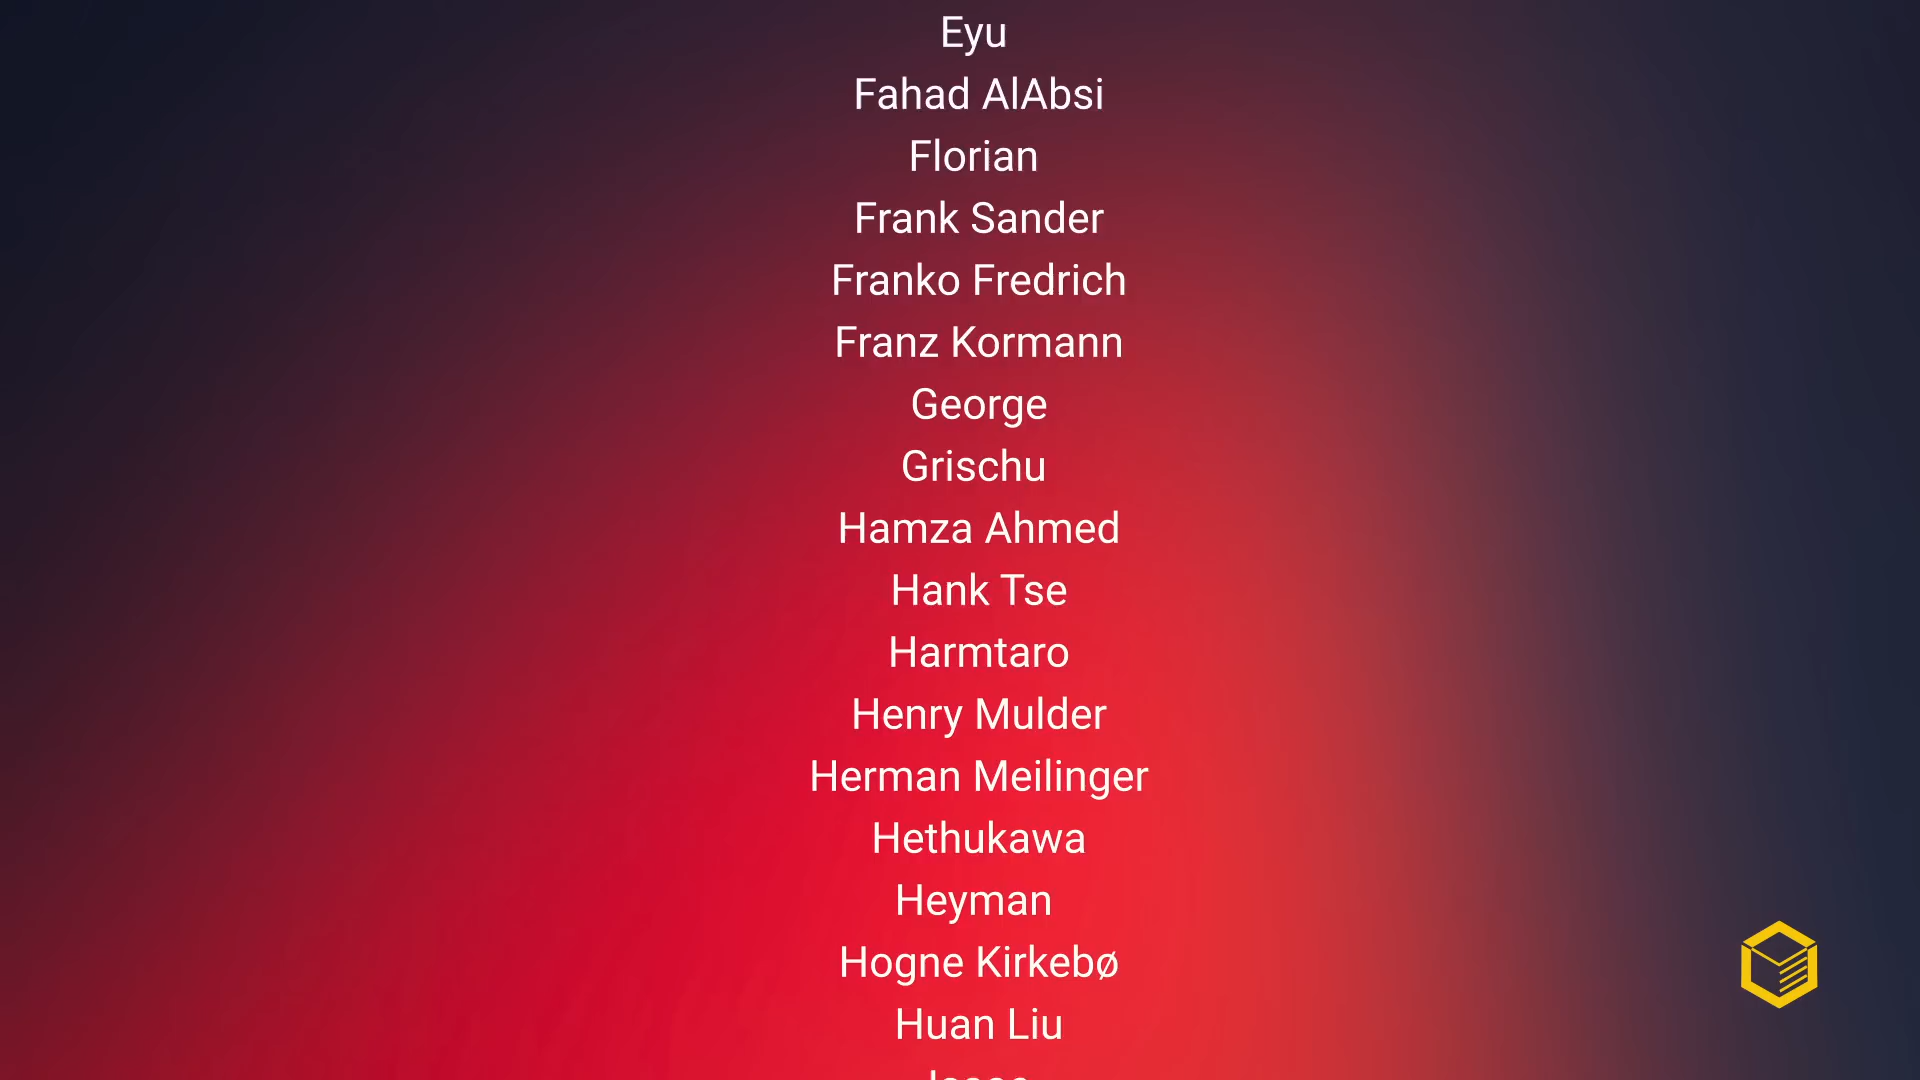 Eyu
Fahad AlAbsi
Florian
Frank Sander
Franko Fredrich
Franz Kormann
George
Grischu
Hamza Ahmed
Hank Tse
Harmtaro
Henry Mulder
Herman Meilinger
Hethukawa
Heyman
Hogne Kirkebø
Huan Liu